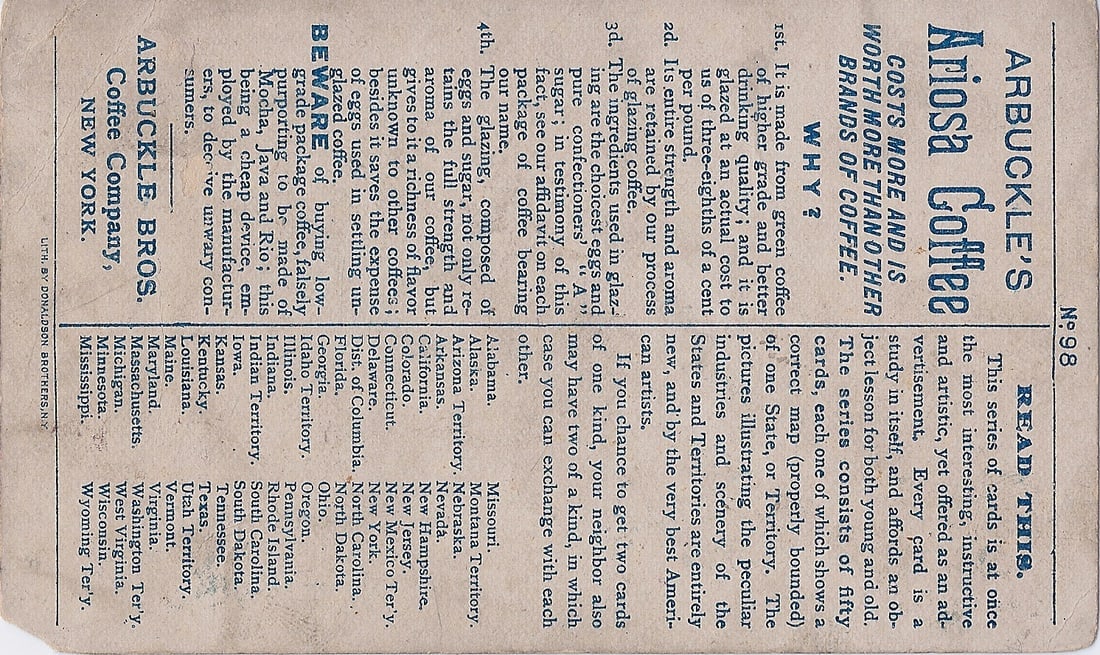 No. 98
ARBUCKLE'S
Ariosa Coffee
COSTS MORE AND IS
WORTH MORE THAN OTHER
BRANDS OF COFFEE
WHY?
1st. It is made from green coffee
of higher grade and better
drinking quality; and it is
glazed at an actual cost to
us of three-eighths of a cent
per pound.
2d. Its entire strength and aroma
are retained by our process
of glazing coffee.
3d. The ingredients used in glaz-
ing are the choicest eggs and
pure confectioners' "A"
sugar; in testimony of this
fact, see our affidavit on each
package of coffee bearing
our name.
4th. The glazing, composed of
eggs and sugar, not only re-
tains the full strength and
aroma of our coffee, but
gives to it a richness of flavor
unknown to other coffees;
besides it saves the expense
of eggs used in settling un-
glazed coffee.
BEWARE of buying low-
grade package coffee, falsely
purporting to be made of
Mocha, Java and Rio; this
being a cheap device, em-
ployed by the manufactur-
ers, to deceive unwary con-
sumers.
ARBUCKLE BROS.
Coffee Company,
NEW YORK.
READ THIS.
This series of cards is at once
the most interesting, instructive
and artistic, yet offered as an ad-
vertisement. Every card is a
study in itself, and affords an ob-
ject lesson for both young and old.
The series consists of fifty
cards, each one of which shows a
correct map (properly bounded)
of one State, or Territory. The
pictures illustrating the peculiar
industries and scenery of the
States and Territories are entirely
new, and by the very best Ameri-
can artists.
If you chance to get two cards
of one kind, your neighbor also
may have two of a kind, in which
case you can exchange with each
other.
Alabama.
Alaska.
Arizona Territory.
Arkansas.
California
Colorado.
Connecticut.
Delaware.
Dist. of Columbia.
Florida.
Georgia.
Idaho Territory.
Illinois.
Indiana.
Indian Territory.
Iowa.
Kansas.
Kentucky.
Louisiana.
Maine.
Maryland.
Massachusetts.
Michigan.
Minnesota.
Mississippi.
Missouri.
Montana Territory.
Nebraska.
Nevada.
New Hampshire.
New Jersey.
New Mexico Ter'y.
New York.
North Carolina.
North Dakota.
Ohio.
Oregon.
Pennsylvania.
Rhode Island.
South Carolina.
South Dakota.
Tennessee.
Texas.
Utah Territory.
Vermont.
Virginia.
Washington Ter'y.
West Virginia.
Wisconsin.
Wyoming Ter'y.
LITH. BY DONALDSON BROTHERS, N.Y.